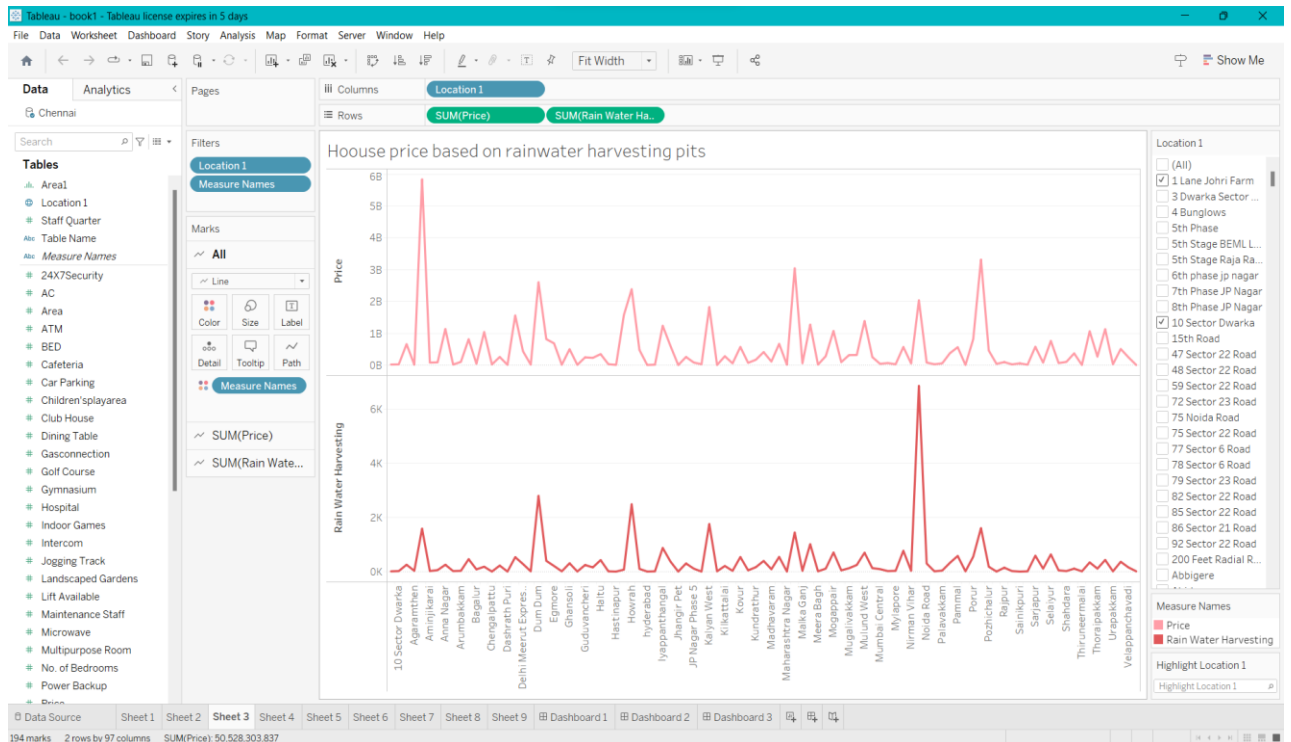 Tableau - book1 - Tableau license expires in 5 days
File Data Worksheet Dashboard Story Analysis Map Format Server Window Help
Fit Width
Show Me
Data Analytics
Chennai
Search
Tables
Area1
Location 1
Staff Quarter
Abc Table Name
Abc Measure Names
24X7Security
AC
Area
ATM
BED
Cafeteria
Car Parking
Children'splayarea
Club House
Dining Table
Gasconnection
Golf Course
Gymnasium
Hospital
Indoor Games
Intercom
Jogging Track
Landscaped Gardens
Lift Available
Maintenance Staff
Microwave
Multipurpose Room
No. of Bedrooms
Power Backup
Price
Pages
Filters
Location 1
Measure Names
Marks
All
Line
Color Size Label
Detail Tooltip Path
Measure Names
SUM(Price)
SUM(Rain Wate...
Columns Location 1
Rows SUM(Price) SUM(Rain Water Ha..
Hoouse price based on rainwater harvesting pits
Price
6B
5B
4B
3B
2B
1B
0B
Rain Water Harvesting
6K
4K
2K
0K
10 Sector Dwarka
Agaramthen
Aminjikarai
Anna Nagar
Arumbakkam
Bagalur
Chengalpattu
Dashrath Puri
Delhi Meerut Expres..
Dum Dum
Egmore
Ghansoli
Guduvancheri
Haltu
Hastinapur
Howrah
hyderabad
Iyappanthangal
Jhangir Pet
JP Nagar Phase 5
Kalyan West
Kilkattalai
Kovur
Kundrathur
Madhavaram
Maharashtra Nagar
Malka Ganj
Meera Bagh
Mogappair
Mugalivakkam
Mulund West
Mumbai Central
Mylapore
Nirman Vihar
Noida Road
Palavakkam
Pammal
Porur
Pozhichalur
Rajpur
Sainikpuri
Sarjapur
Selaiyur
Shahdara
Thiruneermalai
Thoraipakkam
Urapakkam
Velappanchavadi
Location 1
(All)
1 Lane Johri Farm
3 Dwarka Sector ...
4 Bunglows
5th Phase
5th Stage BEML L...
5th Stage Raja Ra...
6th phase jp nagar
7th Phase JP Nagar
8th Phase JP Nagar
10 Sector Dwarka
15th Road
47 Sector 22 Road
48 Sector 22 Road
59 Sector 22 Road
72 Sector 23 Road
75 Noida Road
75 Sector 22 Road
77 Sector 6 Road
78 Sector 6 Road
79 Sector 23 Road
82 Sector 22 Road
85 Sector 22 Road
86 Sector 21 Road
92 Sector 22 Road
200 Feet Radial R...
Abbigere
Measure Names
Price
Rain Water Harvesting
Highlight Location 1
Highlight Location 1
Data Source Sheet 1 Sheet 2 Sheet 3 Sheet 4 Sheet 5 Sheet 6 Sheet 7 Sheet 8 Sheet 9 Dashboard 1 Dashboard 2 Dashboard 3
194 marks 2 rows by 97 columns SUM(Price): 50.528.303.837